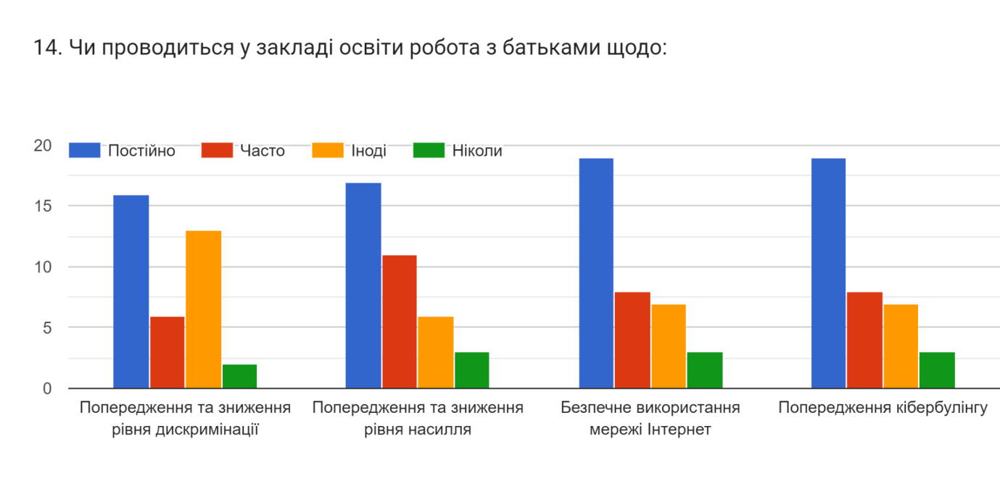 14. Чи проводиться у закладі освіти робота з батьками щодо:
20
Постійно Часто Іноді Ніколи
15
10
5
0
Попередження та зниження рівня дискримінації
Попередження та зниження рівня насилля
Безпечне використання мережі Інтернет
Попередження кібербулінгу